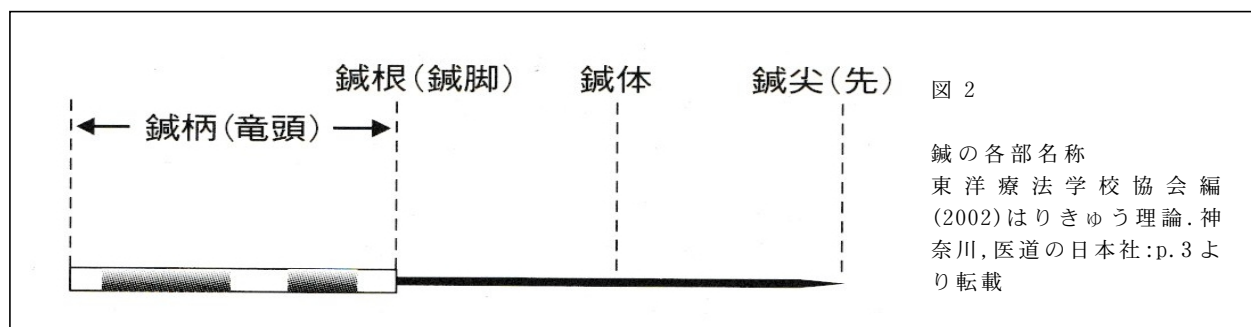 鍼根(鍼脚)
鍼体
鍼尖(先)
鍼柄(竜頭)
図 2
鍼の各部名称
東洋療法学校協会編
(2002)はりきゅう理論.神
奈川,医道の日本社:p.3よ
り転載